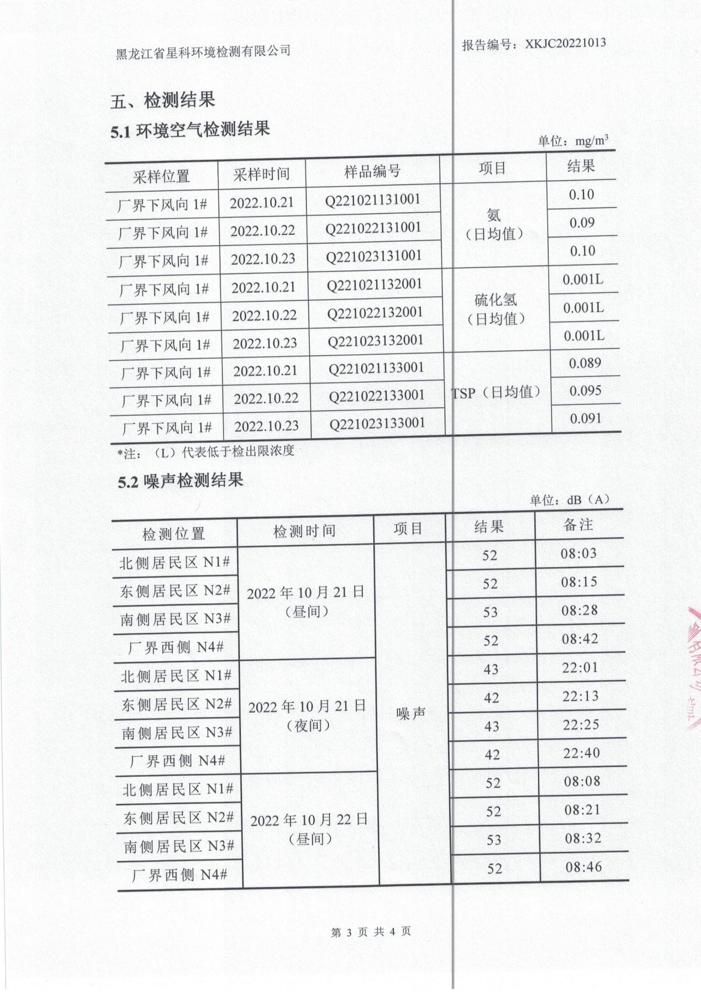 黑龙江省星科环境检测有限公司 报告编号：XKJC20221013
五、检测结果
5.1 环境空气检测结果
单位：mg/m³
采样位置 采样时间 样品编号 项目 结果
厂界下风向 1# 2022.10.21 Q221021131001 氨（日均值） 0.10
厂界下风向 1# 2022.10.22 Q221022131001 0.09
厂界下风向 1# 2022.10.23 Q221023131001 0.10
厂界下风向 1# 2022.10.21 Q221021132001 硫化氢（日均值） 0.001L
厂界下风向 1# 2022.10.22 Q221022132001 0.001L
厂界下风向 1# 2022.10.23 Q221023132001 0.001L
厂界下风向 1# 2022.10.21 Q221021133001 TSP（日均值） 0.089
厂界下风向 1# 2022.10.22 Q221022133001 0.095
厂界下风向 1# 2022.10.23 Q221023133001 0.091
*注：（L）代表低于检出限浓度
5.2 噪声检测结果
单位：dB（A）
检测位置 检测时间 项目 结果 备注
北侧居民区 N1# 2022 年 10 月 21 日（昼间） 噪声 52 08:03
东侧居民区 N2# 52 08:15
南侧居民区 N3# 53 08:28
厂界西侧 N4# 52 08:42
北侧居民区 N1# 2022 年 10 月 21 日（夜间） 43 22:01
东侧居民区 N2# 42 22:13
南侧居民区 N3# 43 22:25
厂界西侧 N4# 42 22:40
北侧居民区 N1# 2022 年 10 月 22 日（昼间） 52 08:08
东侧居民区 N2# 52 08:21
南侧居民区 N3# 53 08:32
厂界西侧 N4# 52 08:46
第 3 页 共 4 页
有限公司